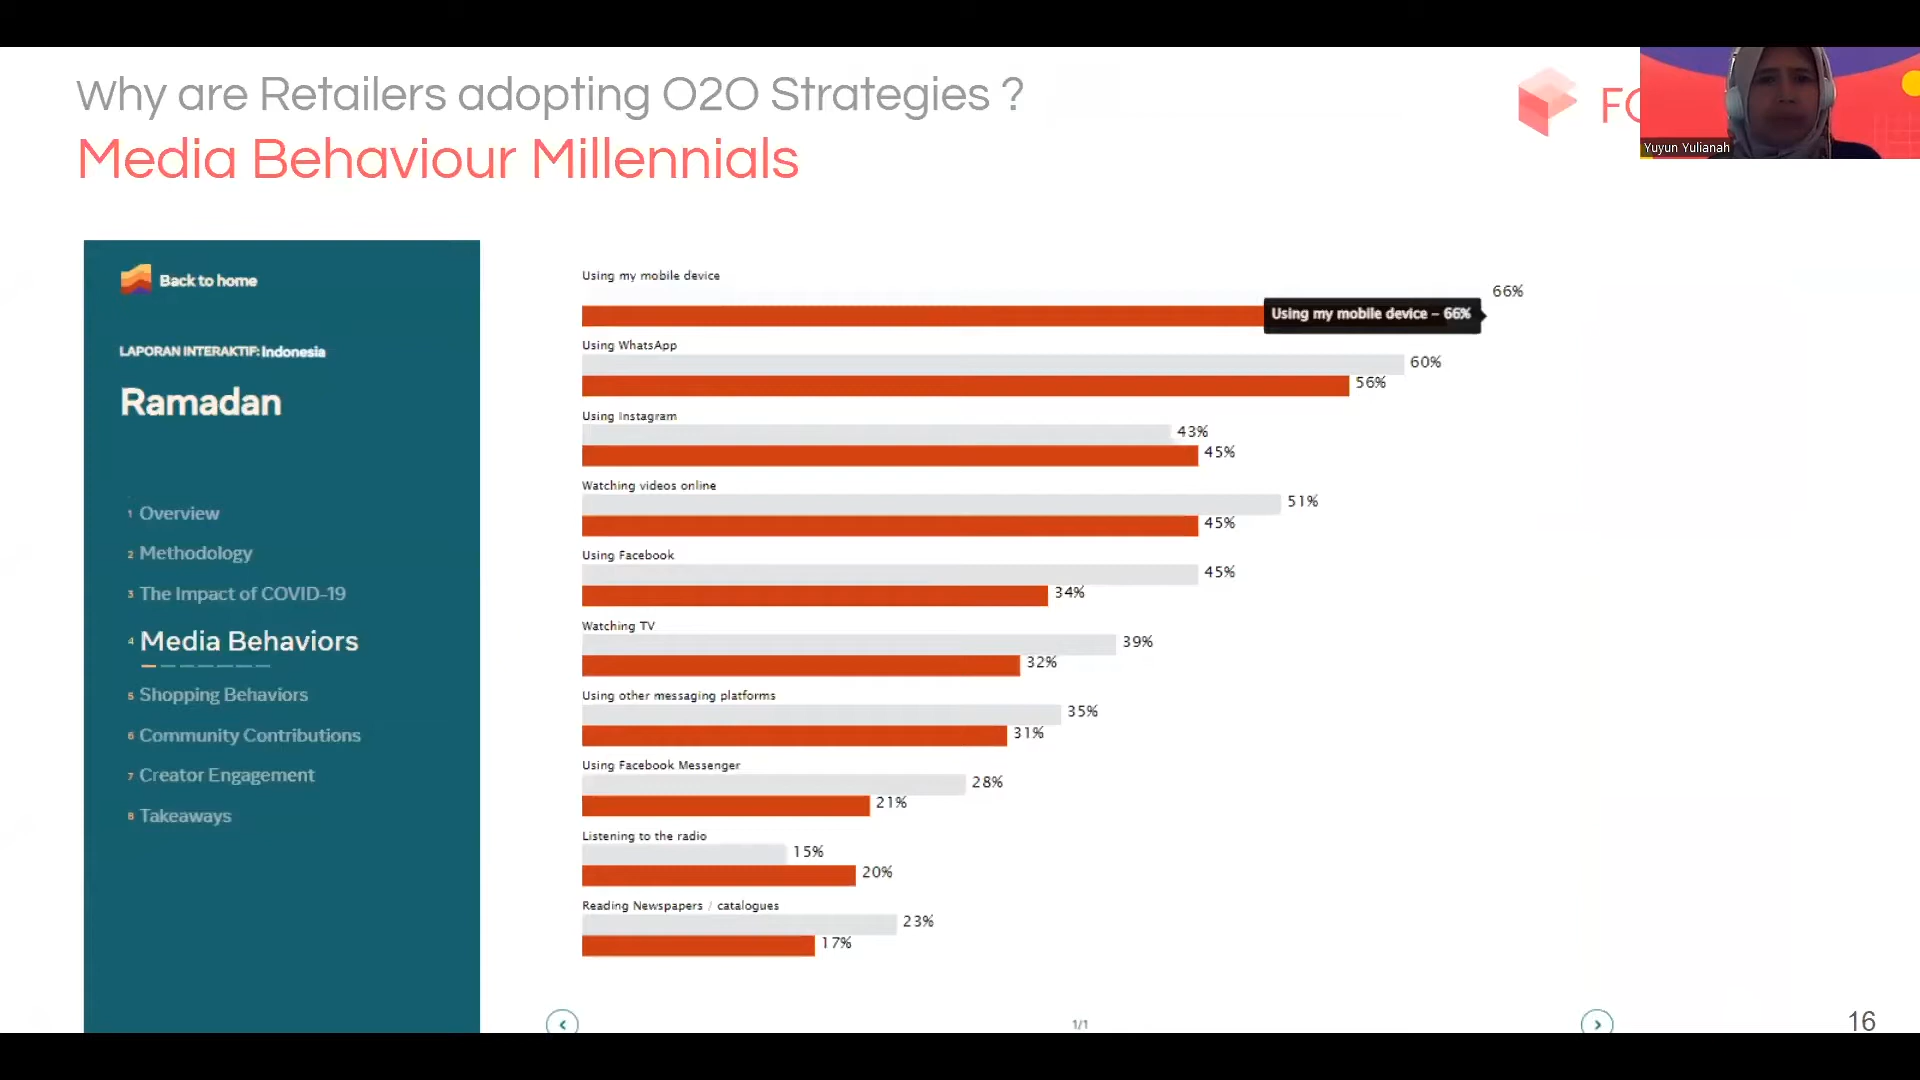 Why are Retailers adopting O2O Strategies ?
Media Behaviour Millennials
FO
Yuyun Yulianah
Back to home
LAPORAN INTERAKTIF: Indonesia
Ramadan
1 Overview
2 Methodology
3 The Impact of COVID-19
4 Media Behaviors
5 Shopping Behaviors
6 Community Contributions
7 Creator Engagement
8 Takeaways
Using my mobile device
66%
Using my mobile device – 66%
Using WhatsApp
60%
56%
Using Instagram
43%
45%
Watching videos online
51%
45%
Using Facebook
45%
34%
Watching TV
39%
32%
Using other messaging platforms
35%
31%
Using Facebook Messenger
28%
21%
Listening to the radio
15%
20%
Reading Newspapers / catalogues
23%
17%
1/1
16